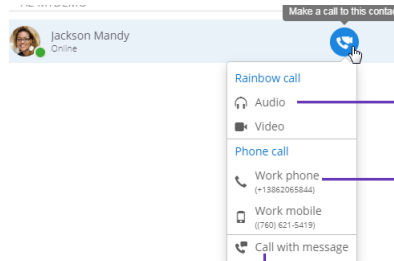 Make a call to this contac
Jackson Mandy
Online
Rainbow call
Audio
Video
Phone call
Work phone
(+13862065844)
Work mobile
((760) 621-5419)
Call with message